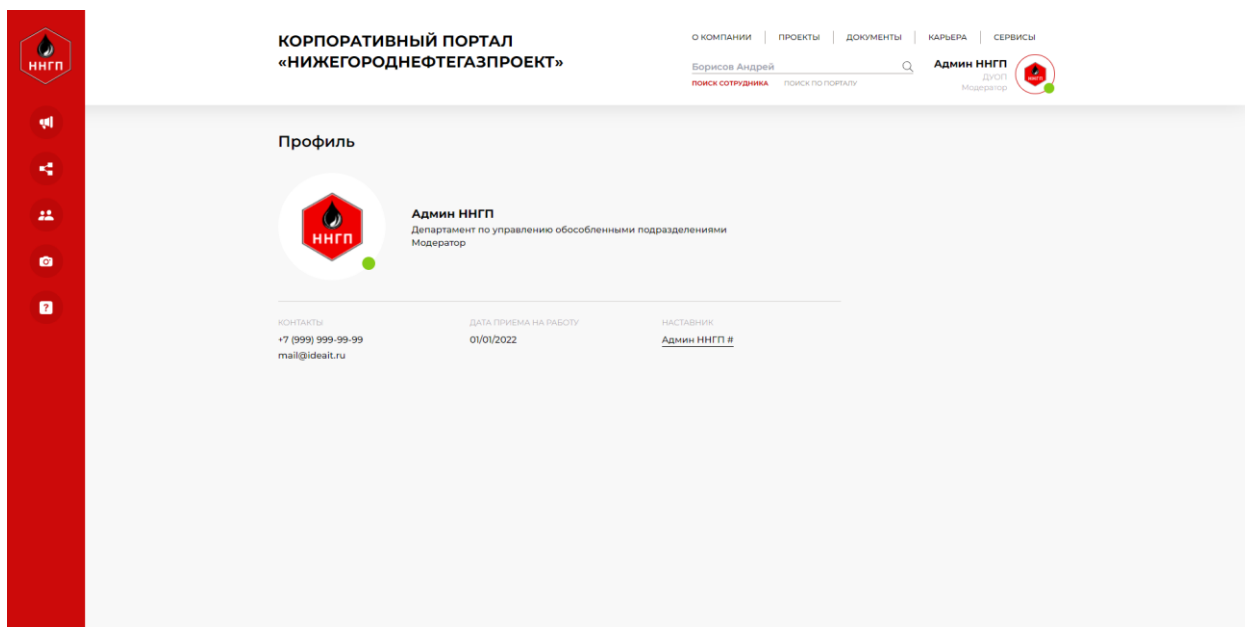 ННГП
КОРПОРАТИВНЫЙ ПОРТАЛ
«НИЖЕГОРОДНЕФТЕГАЗПРОЕКТ»
О КОМПАНИИ
ПРОЕКТЫ
ДОКУМЕНТЫ
КАРЬЕРА
СЕРВИСЫ
Борисов Андрей
ПОИСК СОТРУДНИКА
ПОИСК ПО ПОРТАЛУ
Админ ННГП
ДУОП
Модератор
ННГП
?
Профиль
ННГП
Админ ННГП
Департамент по управлению обособленными подразделениями
Модератор
КОНТАКТЫ
+7 (999) 999-99-99
mail@ideait.ru
ДАТА ПРИЕМА НА РАБОТУ
01/01/2022
НАСТАВНИК
Админ ННГП #